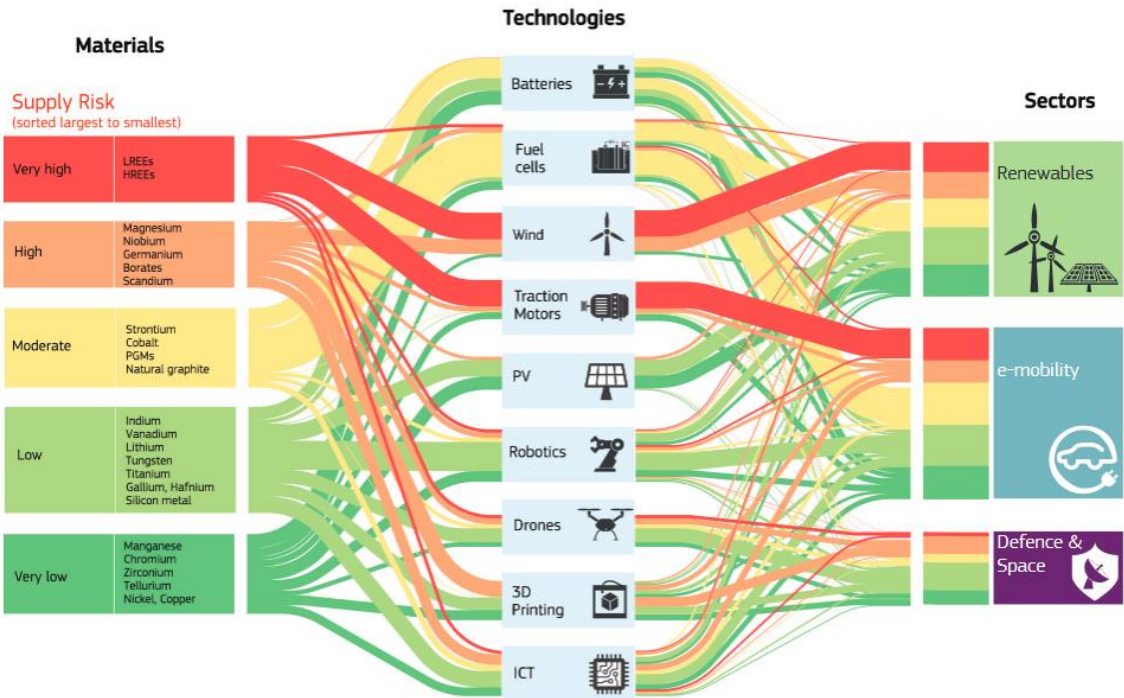 Technologies
Materials
Supply Risk
(sorted largest to smallest)
Very high
LREEs
HREEs
High
Magnesium
Niobium
Germanium
Borates
Scandium
Moderate
Strontium
Cobalt
PGMs
Natural graphite
Low
Indium
Vanadium
Lithium
Tungsten
Titanium
Gallium, Hafnium
Silicon metal
Very low
Manganese
Chromium
Zirconium
Tellurium
Nickel, Copper
Batteries
Fuel
cells
Wind
Traction
Motors
PV
Robotics
Drones
3D
Printing
ICT
Sectors
Renewables
e-mobility
Defence &
Space